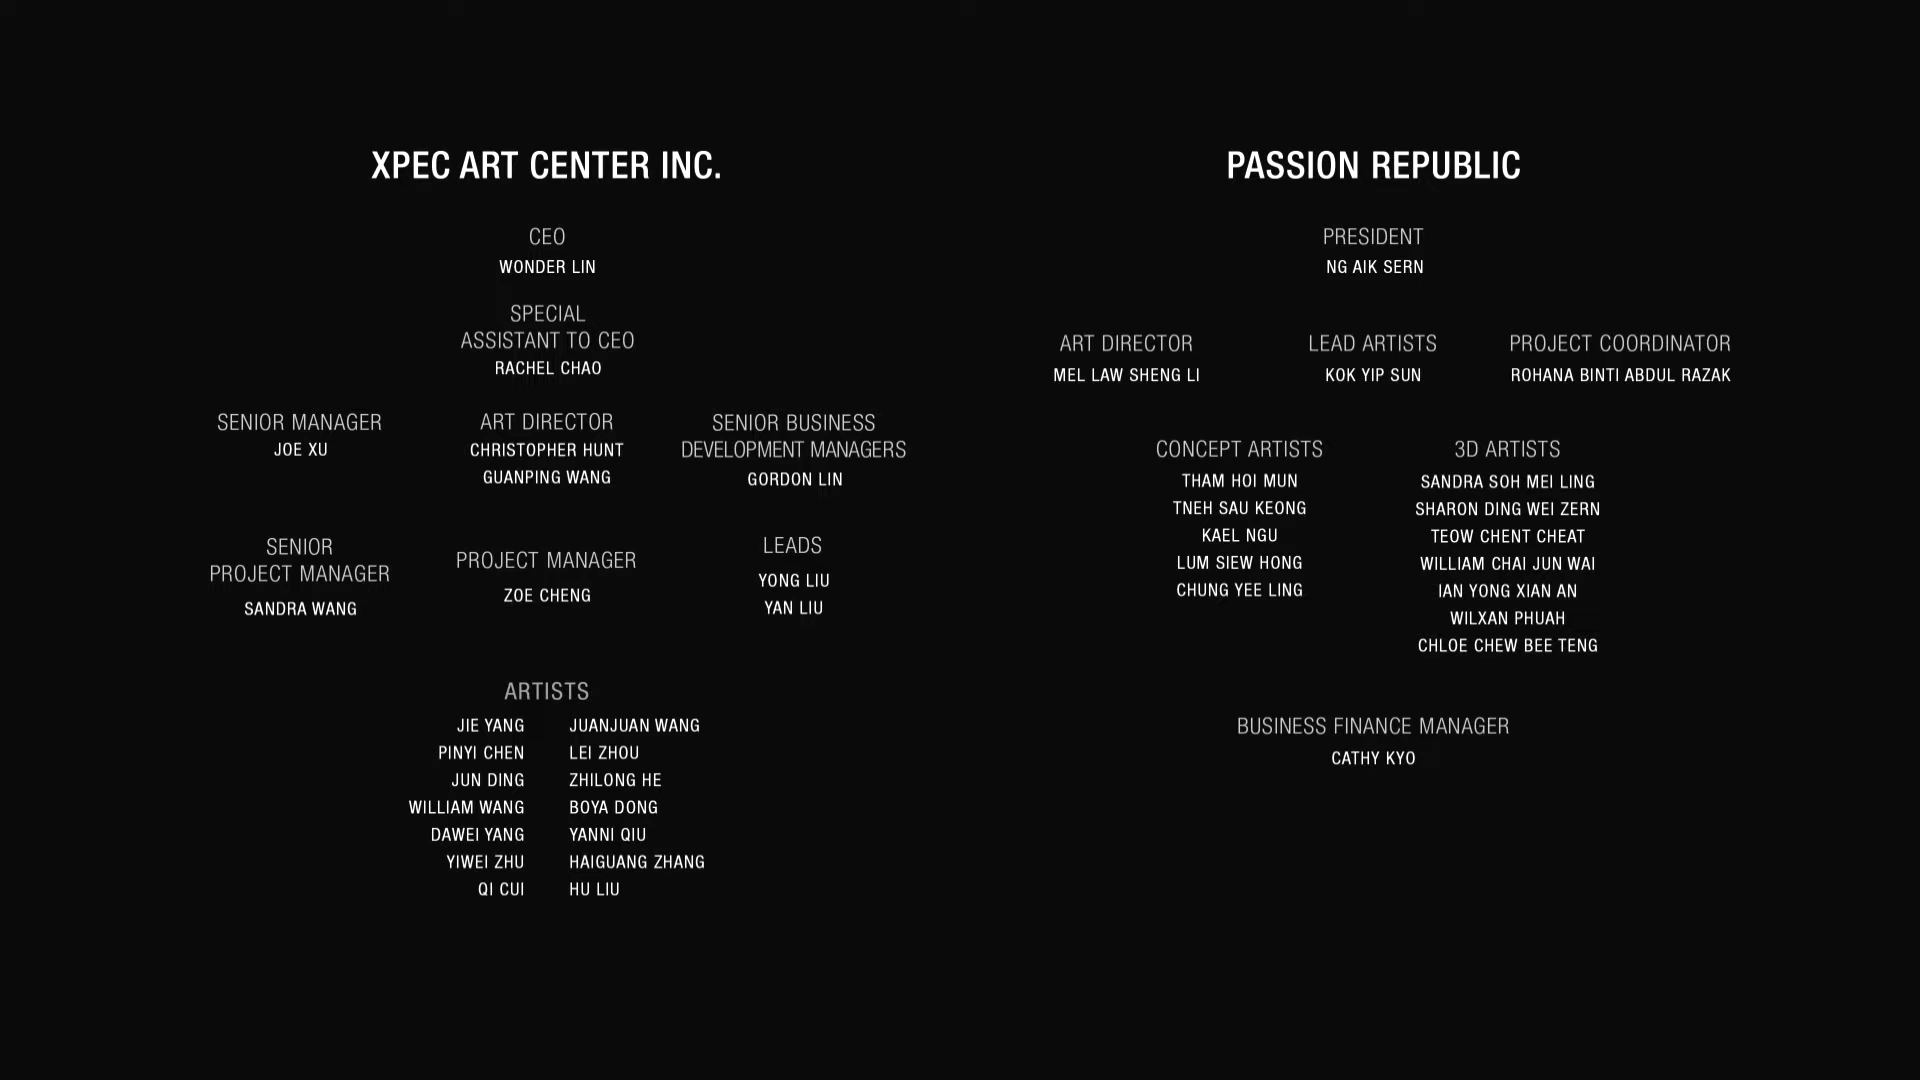 XPEC ART CENTER INC.
CEO
WONDER LIN
SPECIAL
ASSISTANT TO CEO
RACHEL CHAO
SENIOR MANAGER
JOE XU
ART DIRECTOR
CHRISTOPHER HUNT
GUANPING WANG
SENIOR BUSINESS
DEVELOPMENT MANAGERS
GORDON LIN
SENIOR
PROJECT MANAGER
SANDRA WANG
PROJECT MANAGER
ZOE CHENG
LEADS
YONG LIU
YAN LIU
ARTISTS
JIE YANG
PINYI CHEN
JUN DING
WILLIAM WANG
DAWEI YANG
YIWEI ZHU
QI CUI
JUANJUAN WANG
LEI ZHOU
ZHILONG HE
BOYA DONG
YANNI QIU
HAIGUANG ZHANG
HU LIU
PASSION REPUBLIC
PRESIDENT
NG AIK SERN
ART DIRECTOR
MEL LAW SHENG LI
LEAD ARTISTS
KOK YIP SUN
PROJECT COORDINATOR
ROHANA BINTI ABDUL RAZAK
CONCEPT ARTISTS
THAM HOI MUN
TNEH SAU KEONG
KAEL NGU
LUM SIEW HONG
CHUNG YEE LING
3D ARTISTS
SANDRA SOH MEI LING
SHARON DING WEI ZERN
TEOW CHENT CHEAT
WILLIAM CHAI JUN WAI
IAN YONG XIAN AN
WILXAN PHUAH
CHLOE CHEW BEE TENG
BUSINESS FINANCE MANAGER
CATHY KYO